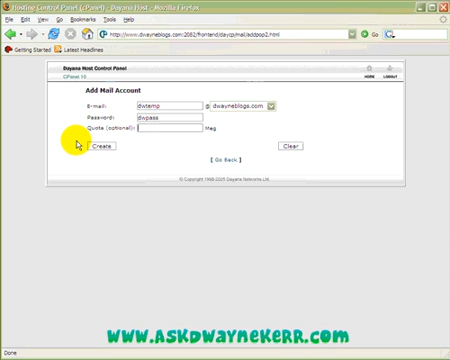 Hosting Control Panel (cPanel) - Dayana Host - Mozilla Firefox
File Edit View Go Bookmarks Tools Help
http://www.dwayneblogs.com:2082/frontend/daycp/mail/addpop2.html Go
Getting Started Latest Headlines
Dayana Host Control Panel
CPanel 10 HOME LOGOUT
Add Mail Account
E-mail: dwtemp @ dwayneblogs.com
Password: dwpass
Quota (optional): Meg
Create Clear
[ Go Back ]
© Copyright 1998-2005 Dayana Networks Ltd
Done
www.ASKDWAYNEKERR.com